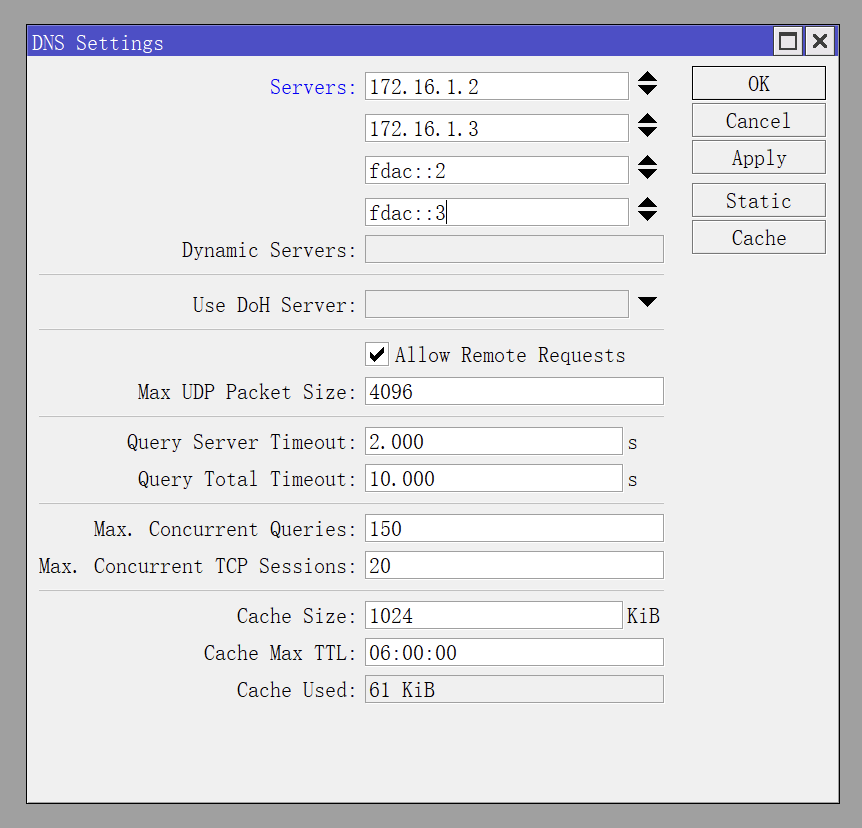 DNS Settings
Servers: 172.16.1.2
172.16.1.3
fdac::2
fdac::3
Dynamic Servers:
Use DoH Server:
Allow Remote Requests
Max UDP Packet Size: 4096
Query Server Timeout: 2.000 s
Query Total Timeout: 10.000 s
Max. Concurrent Queries: 150
Max. Concurrent TCP Sessions: 20
Cache Size: 1024 KiB
Cache Max TTL: 06:00:00
Cache Used: 61 KiB
OK
Cancel
Apply
Static
Cache